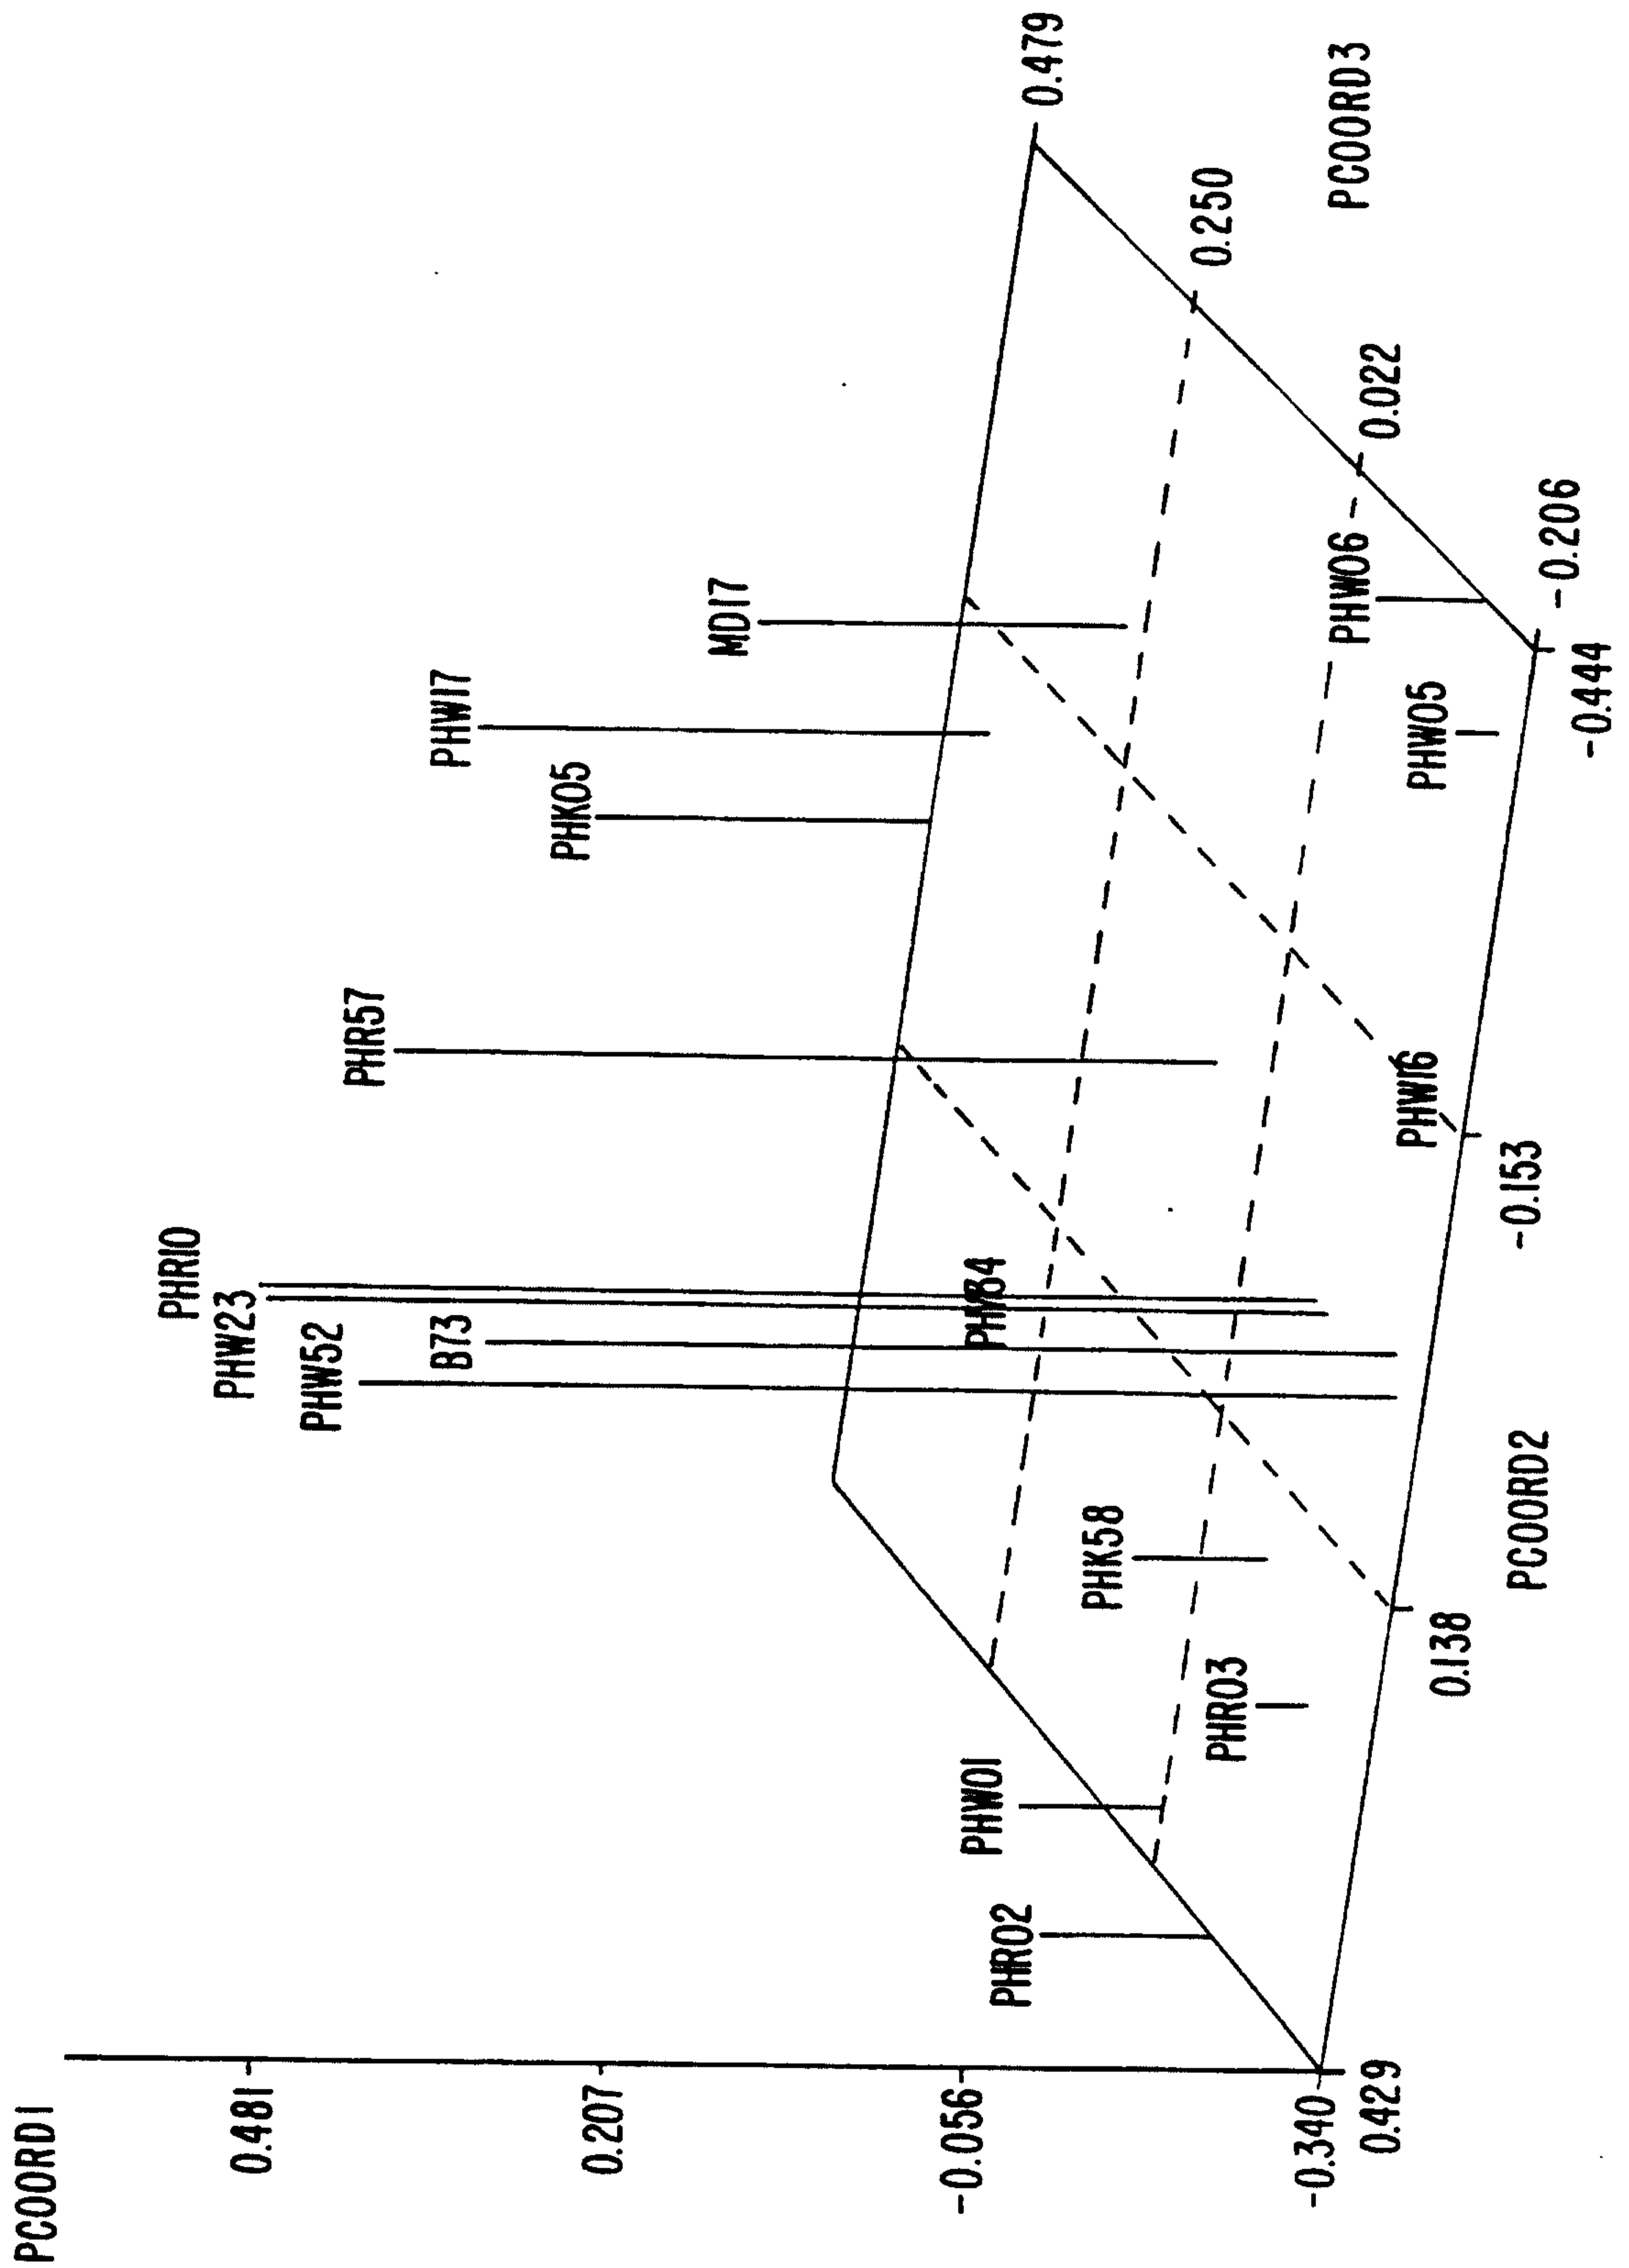 PCOORD1
0.481
0.207
-0.056
-0.340
0.429
PHR10
PHW23
PHW52
B73
PHR57
PHW17
PHK05
MD17
PHR02
PHW01
PHR03
PHK58
PHW16
PHW05
PHW06
0.138
-0.153
-0.444
PCOORD2
-0.206
0.022
0.250
0.479
PCOORD3